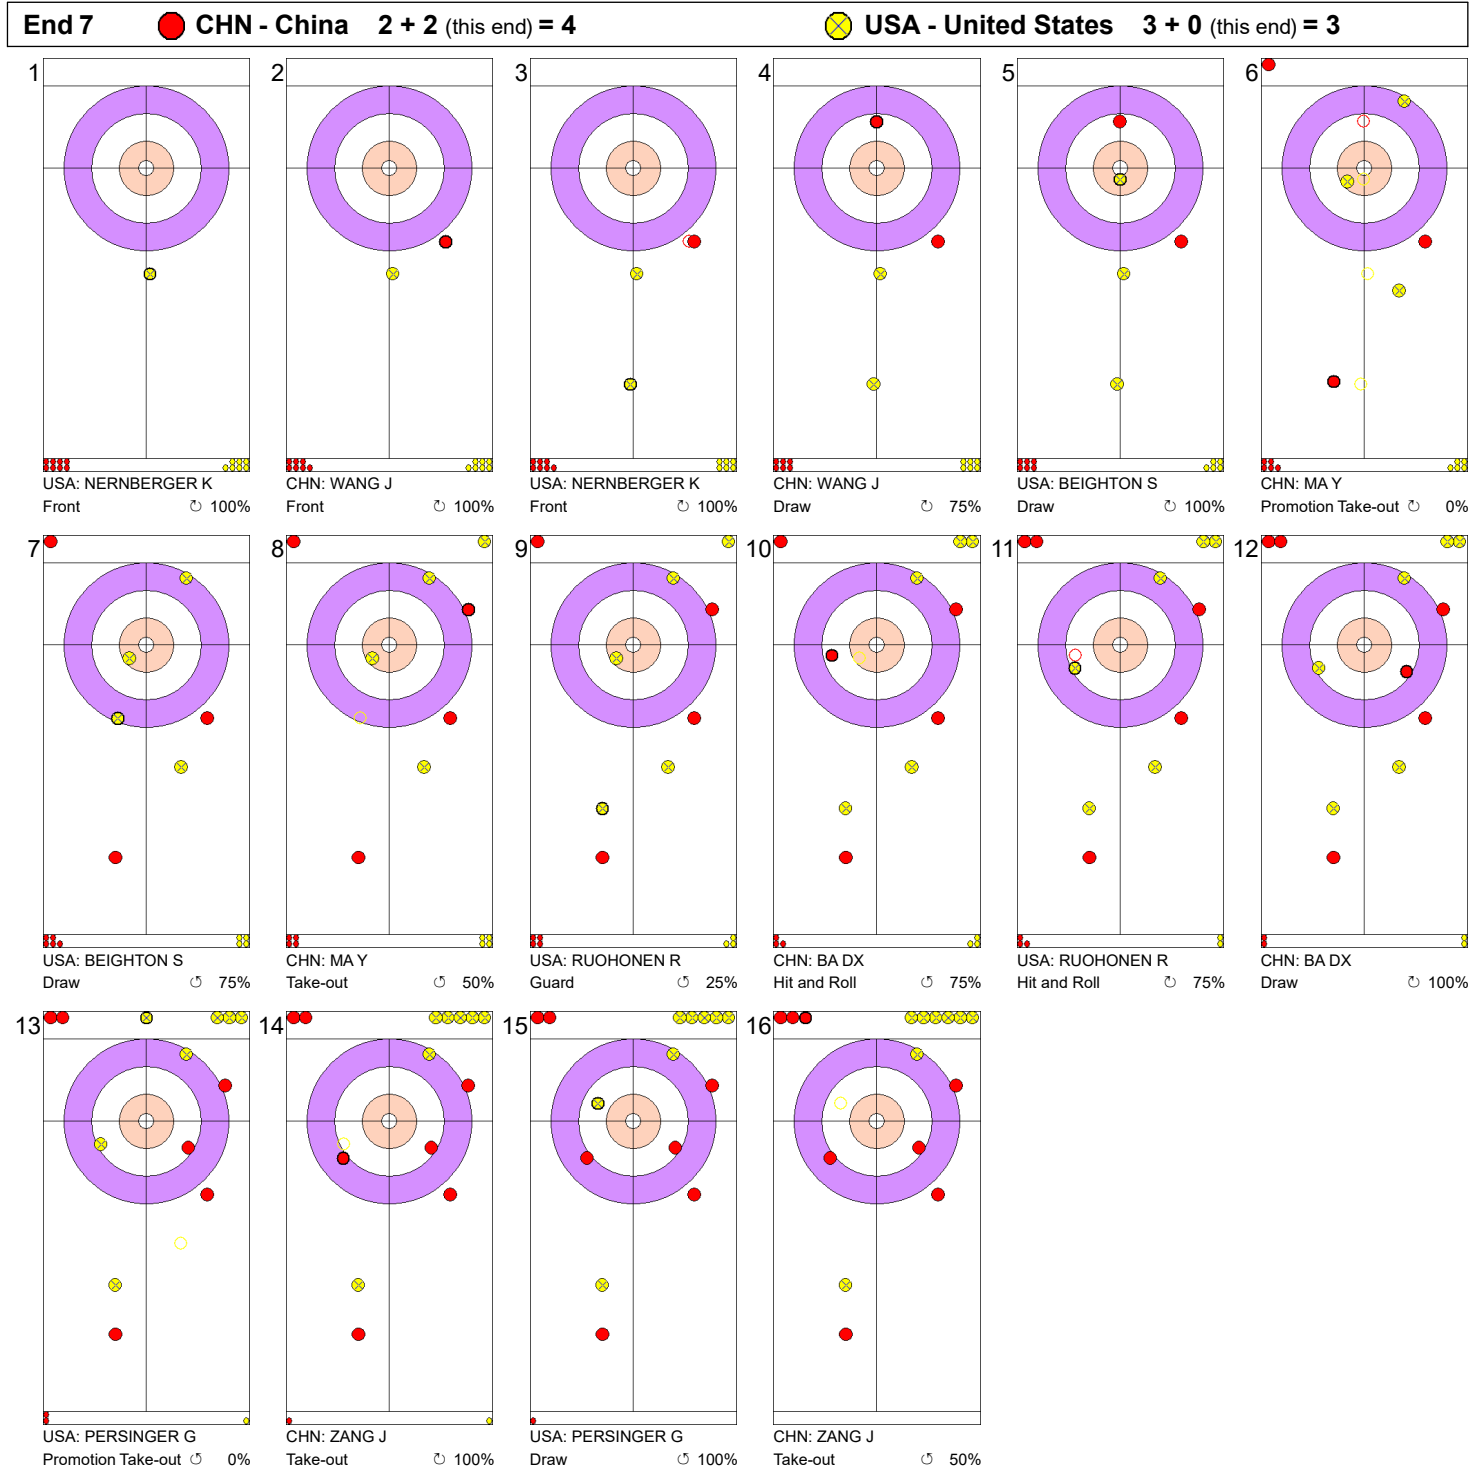 End 7 CHN - China 2 + 2 (this end) = 4 USA - United States 3 + 0 (this end) = 3
1 2 3 4 5 6
USA: NERNBERGER K CHN: WANG J USA: NERNBERGER K CHN: WANG J USA: BEIGHTON S CHN: MA Y
Front ↻ 100% Front ↻ 100% Front ↻ 100% Draw ↻ 75% Draw ↻ 100% Promotion Take-out ↻ 0%
7 8 9 10 11 12
USA: BEIGHTON S CHN: MA Y USA: RUOHONEN R CHN: BA DX USA: RUOHONEN R CHN: BA DX
Draw ↺ 75% Take-out ↺ 50% Guard ↺ 25% Hit and Roll ↺ 75% Hit and Roll ↻ 75% Draw ↻ 100%
13 14 15 16
USA: PERSINGER G CHN: ZANG J USA: PERSINGER G CHN: ZANG J
Promotion Take-out ↺ 0% Take-out ↺ 100% Draw ↺ 100% Take-out ↺ 50%